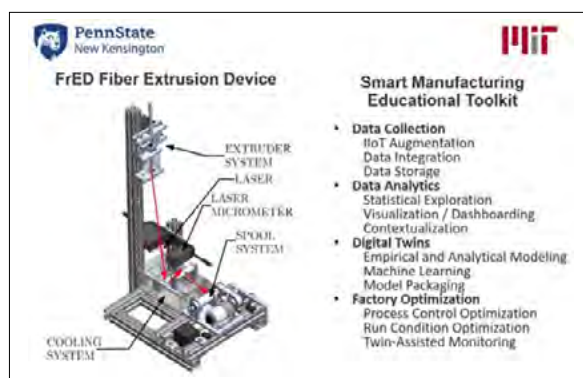 PennState
New Kensington
MIT
FrED Fiber Extrusion Device
EXTRUDER
SYSTEM
LASER
LASER
MICROMETER
SPOOL
SYSTEM
COOLING
SYSTEM
Smart Manufacturing
Educational Toolkit
• Data Collection
IIoT Augmentation
Data Integration
Data Storage
• Data Analytics
Statistical Exploration
Visualization / Dashboarding
Contextualization
• Digital Twins
Empirical and Analytical Modeling
Machine Learning
Model Packaging
• Factory Optimization
Process Control Optimization
Run Condition Optimization
Twin-Assisted Monitoring